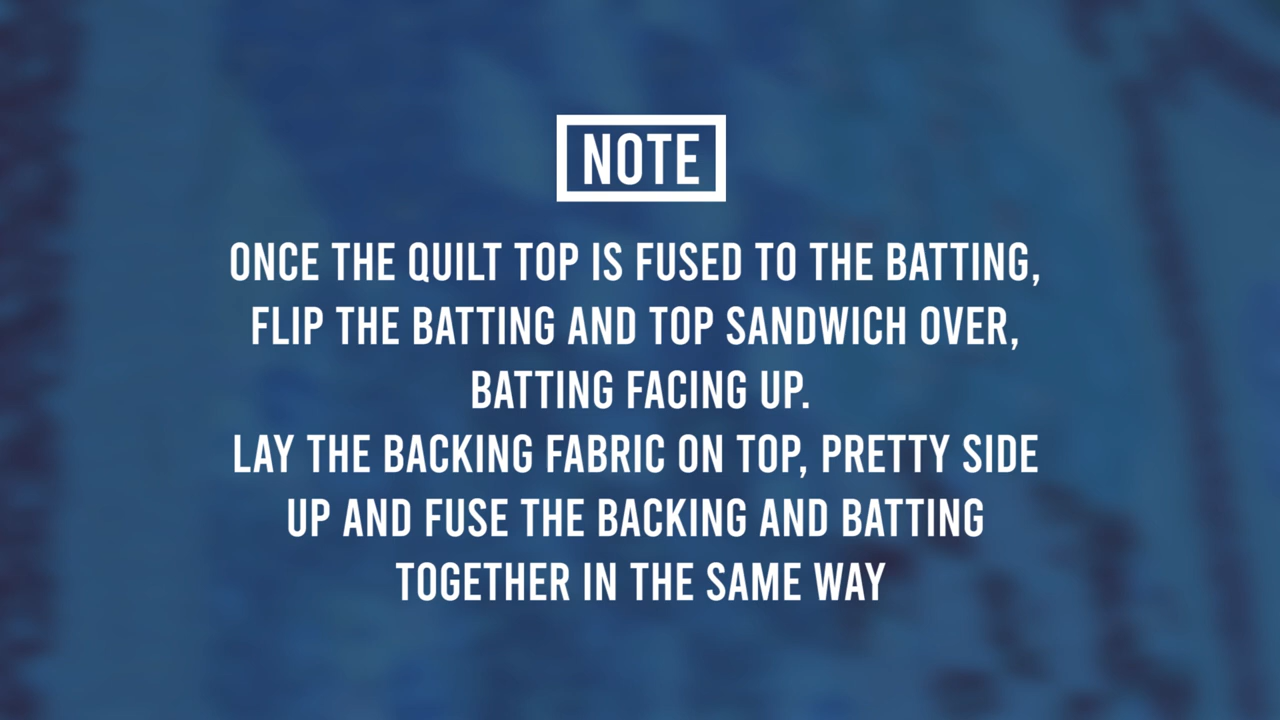 NOTE
ONCE THE QUILT TOP IS FUSED TO THE BATTING,
FLIP THE BATTING AND TOP SANDWICH OVER,
BATTING FACING UP.
LAY THE BACKING FABRIC ON TOP, PRETTY SIDE
UP AND FUSE THE BACKING AND BATTING
TOGETHER IN THE SAME WAY